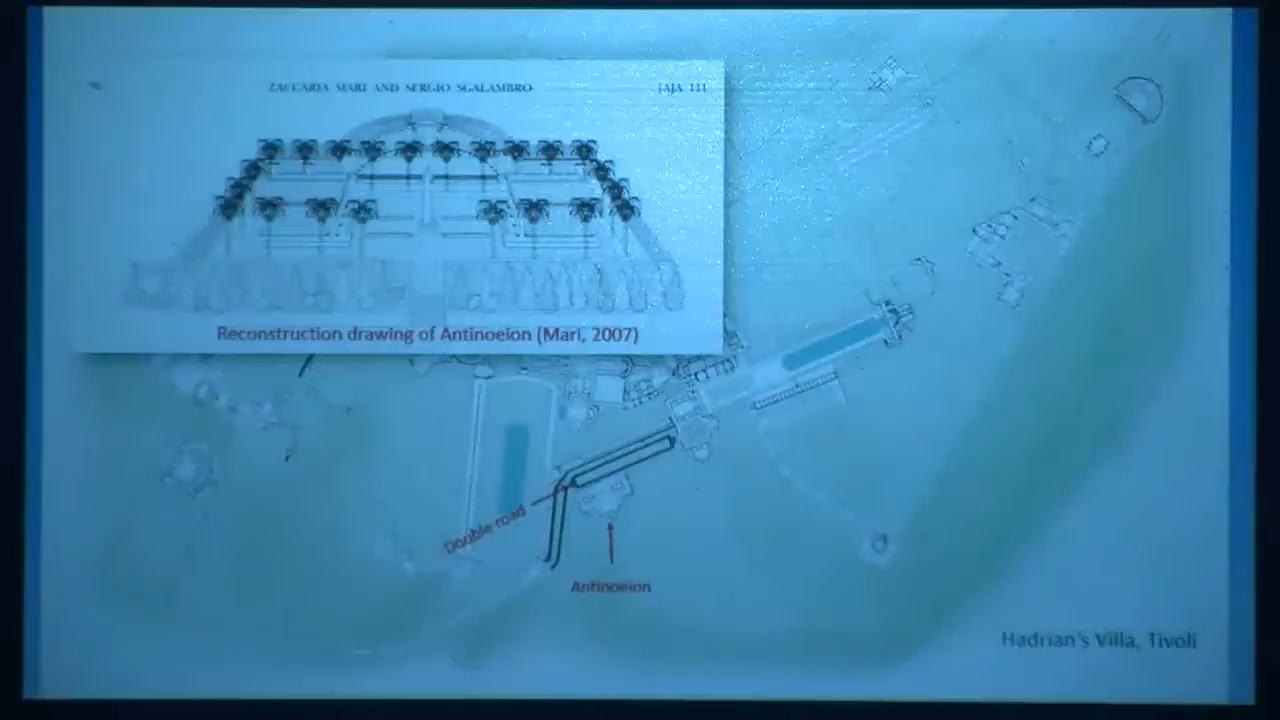 ZACCARIA MARI AND SERGIO SGALAMBRO
[AJA 111
Reconstruction drawing of Antinoeion (Mari, 2007)
Double road
Antinoeion
Hadrian's Villa, Tivoli